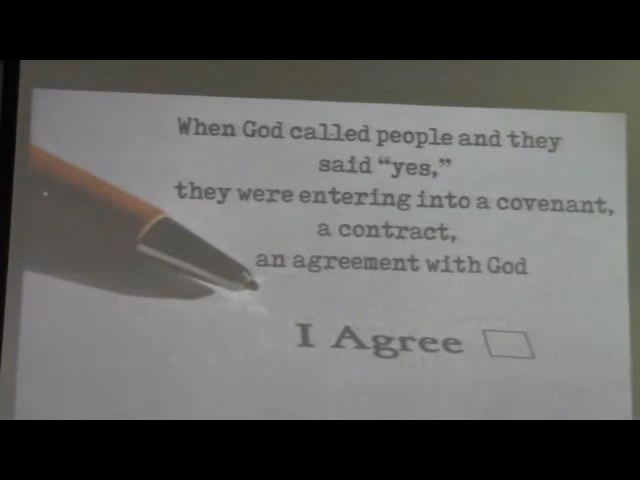 When God called people and they
said “yes,”
they were entering into a covenant,
a contract,
an agreement with God
I Agree